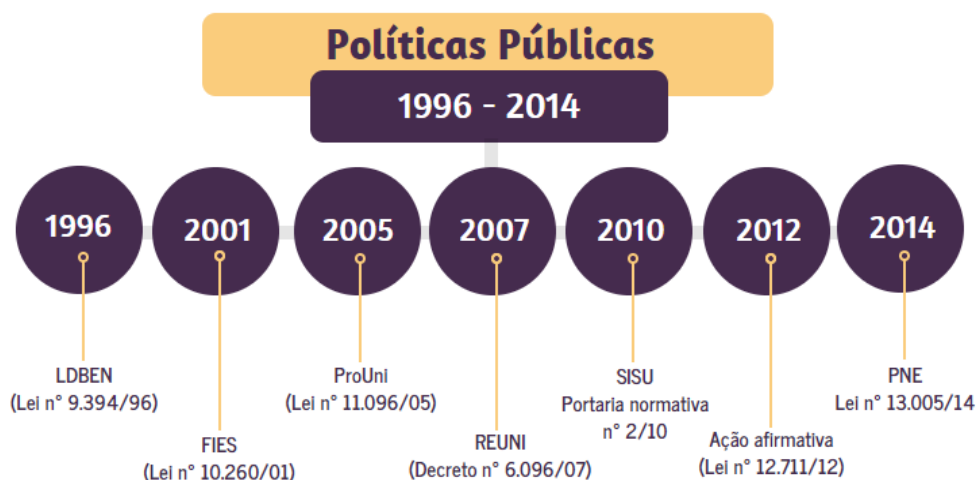 Políticas Públicas
1996 - 2014
1996
2001
2005
2007
2010
2012
2014
LDBEN
(Lei n° 9.394/96)
FIES
(Lei n° 10.260/01)
ProUni
(Lei n° 11.096/05)
REUNI
(Decreto n° 6.096/07)
SISU
Portaria normativa
n° 2/10
Ação afirmativa
(Lei n° 12.711/12)
PNE
Lei n° 13.005/14